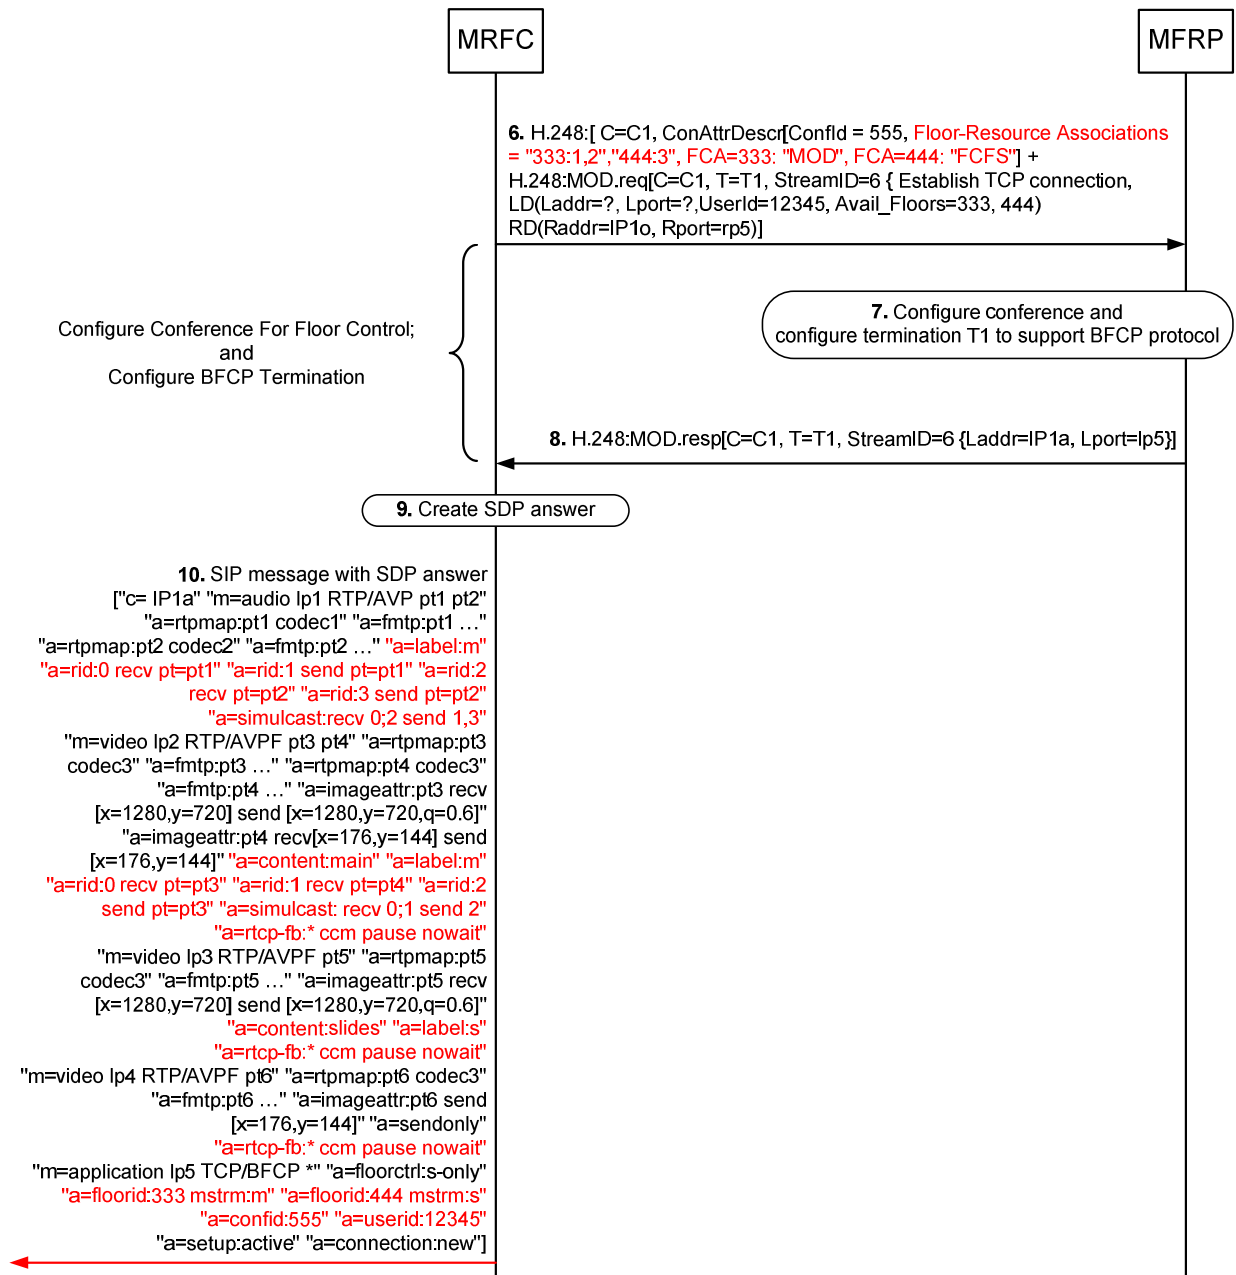 MRFC
MFRP
6. H.248:[ C=C1, ConAttrDescr[ConfId = 555, Floor-Resource Associations
= "333:1,2","444:3", FCA=333: "MOD", FCA=444: "FCFS"] +
H.248:MOD.req[C=C1, T=T1, StreamID=6 { Establish TCP connection,
LD(Laddr=?, Lport=?,UserId=12345, Avail_Floors=333, 444)
RD(Raddr=IP1o, Rport=rp5)]
7. Configure conference and
configure termination T1 to support BFCP protocol
Configure Conference For Floor Control;
and
Configure BFCP Termination
8. H.248:MOD.resp[C=C1, T=T1, StreamID=6 {Laddr=IP1a, Lport=lp5}]
9. Create SDP answer
10. SIP message with SDP answer
["c= IP1a" "m=audio lp1 RTP/AVP pt1 pt2"
"a=rtpmap:pt1 codec1" "a=fmtp:pt1 …"
"a=rtpmap:pt2 codec2" "a=fmtp:pt2 …" "a=label:m"
"a=rid:0 recv pt=pt1" "a=rid:1 send pt=pt1" "a=rid:2
recv pt=pt2" "a=rid:3 send pt=pt2"
"a=simulcast:recv 0;2 send 1,3"
"m=video lp2 RTP/AVPF pt3 pt4" "a=rtpmap:pt3
codec3" "a=fmtp:pt3 …" "a=rtpmap:pt4 codec3"
"a=fmtp:pt4 …" "a=imageattr:pt3 recv
[x=1280,y=720] send [x=1280,y=720,q=0.6]"
"a=imageattr:pt4 recv[x=176,y=144] send
[x=176,y=144]" "a=content:main" "a=label:m"
"a=rid:0 recv pt=pt3" "a=rid:1 recv pt=pt4" "a=rid:2
send pt=pt3" "a=simulcast: recv 0;1 send 2"
"a=rtcp-fb:* ccm pause nowait"
"m=video lp3 RTP/AVPF pt5" "a=rtpmap:pt5
codec3" "a=fmtp:pt5 …" "a=imageattr:pt5 recv
[x=1280,y=720] send [x=1280,y=720,q=0.6]"
"a=content:slides" "a=label:s"
"a=rtcp-fb:* ccm pause nowait"
"m=video lp4 RTP/AVPF pt6" "a=rtpmap:pt6 codec3"
"a=fmtp:pt6 …" "a=imageattr:pt6 send
[x=176,y=144]" "a=sendonly"
"a=rtcp-fb:* ccm pause nowait"
"m=application lp5 TCP/BFCP *" "a=floorctrl:s-only"
"a=floorid:333 mstrm:m" "a=floorid:444 mstrm:s"
"a=confid:555" "a=userid:12345"
"a=setup:active" "a=connection:new"]